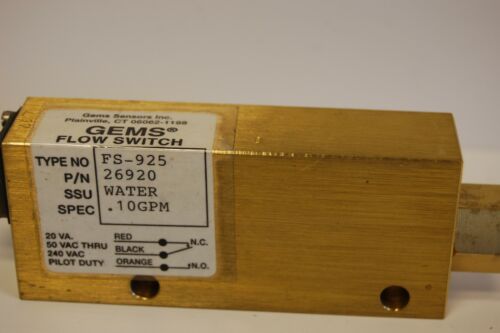 Gems Sensors Inc.
Plainville, CT 06062-1198
GEMS®
FLOW SWITCH
TYPE NO FS-925
P/N 26920
SSU WATER
SPEC .10GPM
20 VA. RED N.C.
50 VAC THRU BLACK
240 VAC
PILOT DUTY ORANGE N.O.